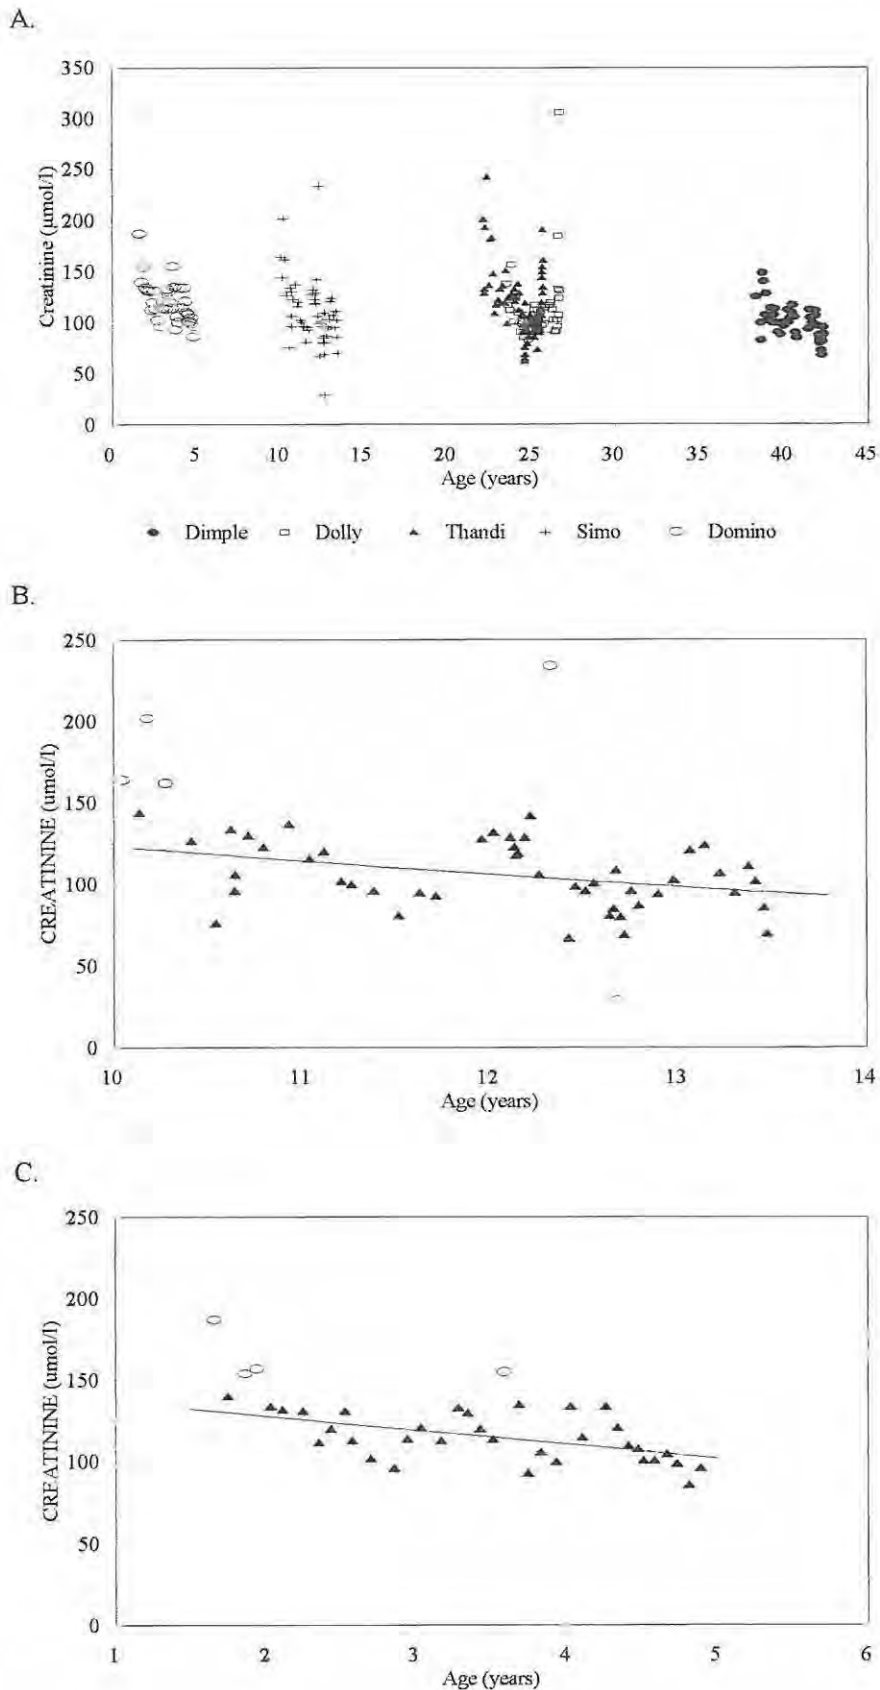 A.
350
300
250
200
150
100
50
0
Creatinine (µmol/l)
0 5 10 15 20 25 30 35 40 45
Age (years)
Dimple Dolly Thandi Simo Domino
B.
250
200
150
100
50
0
CREATININE (umol/l)
10 11 12 13 14
Age (years)
C.
250
200
150
100
50
0
CREATININE (umol/l)
1 2 3 4 5 6
Age (years)